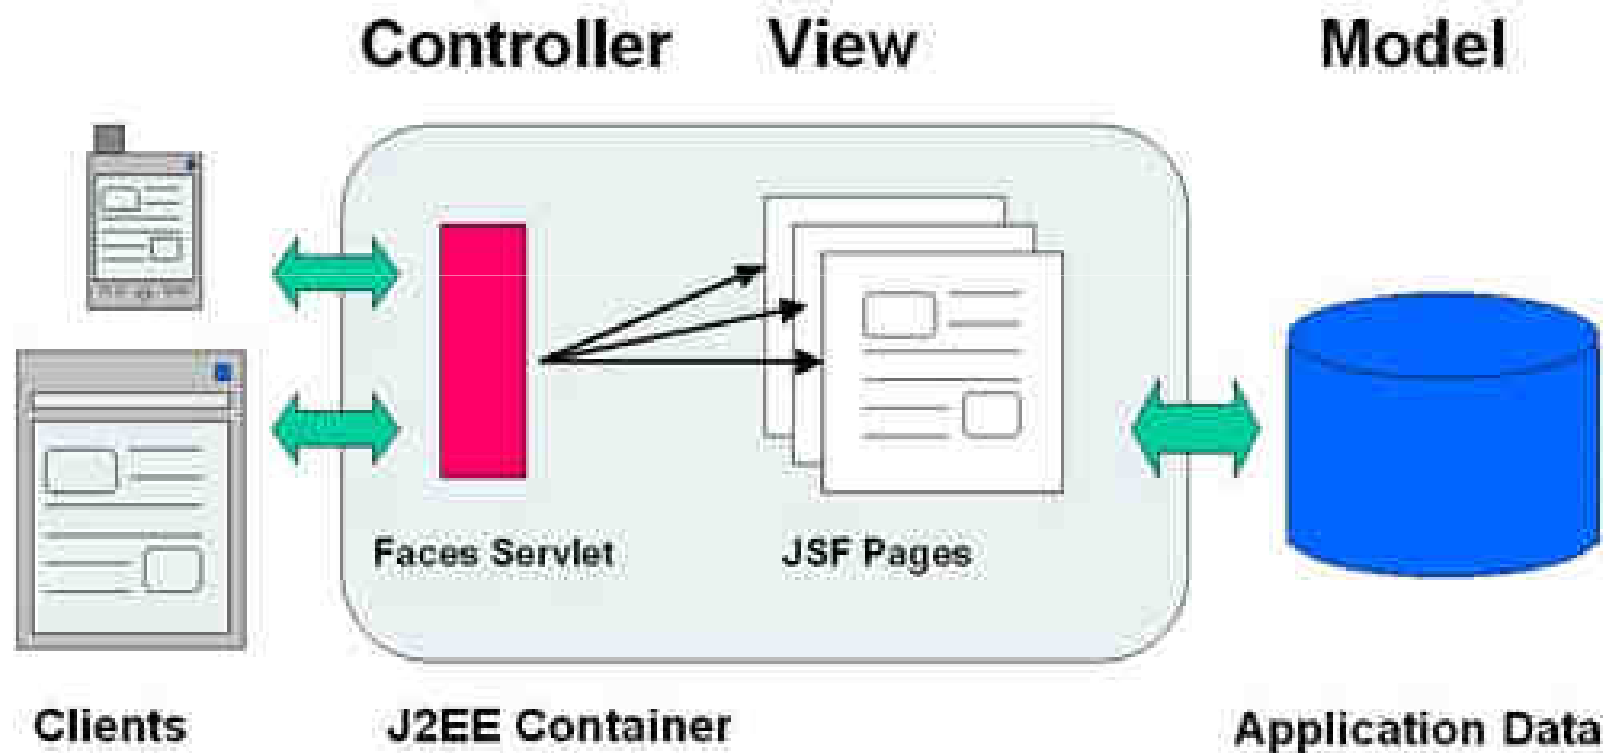 Controller View Model
Faces Servlet JSF Pages
Clients J2EE Container Application Data